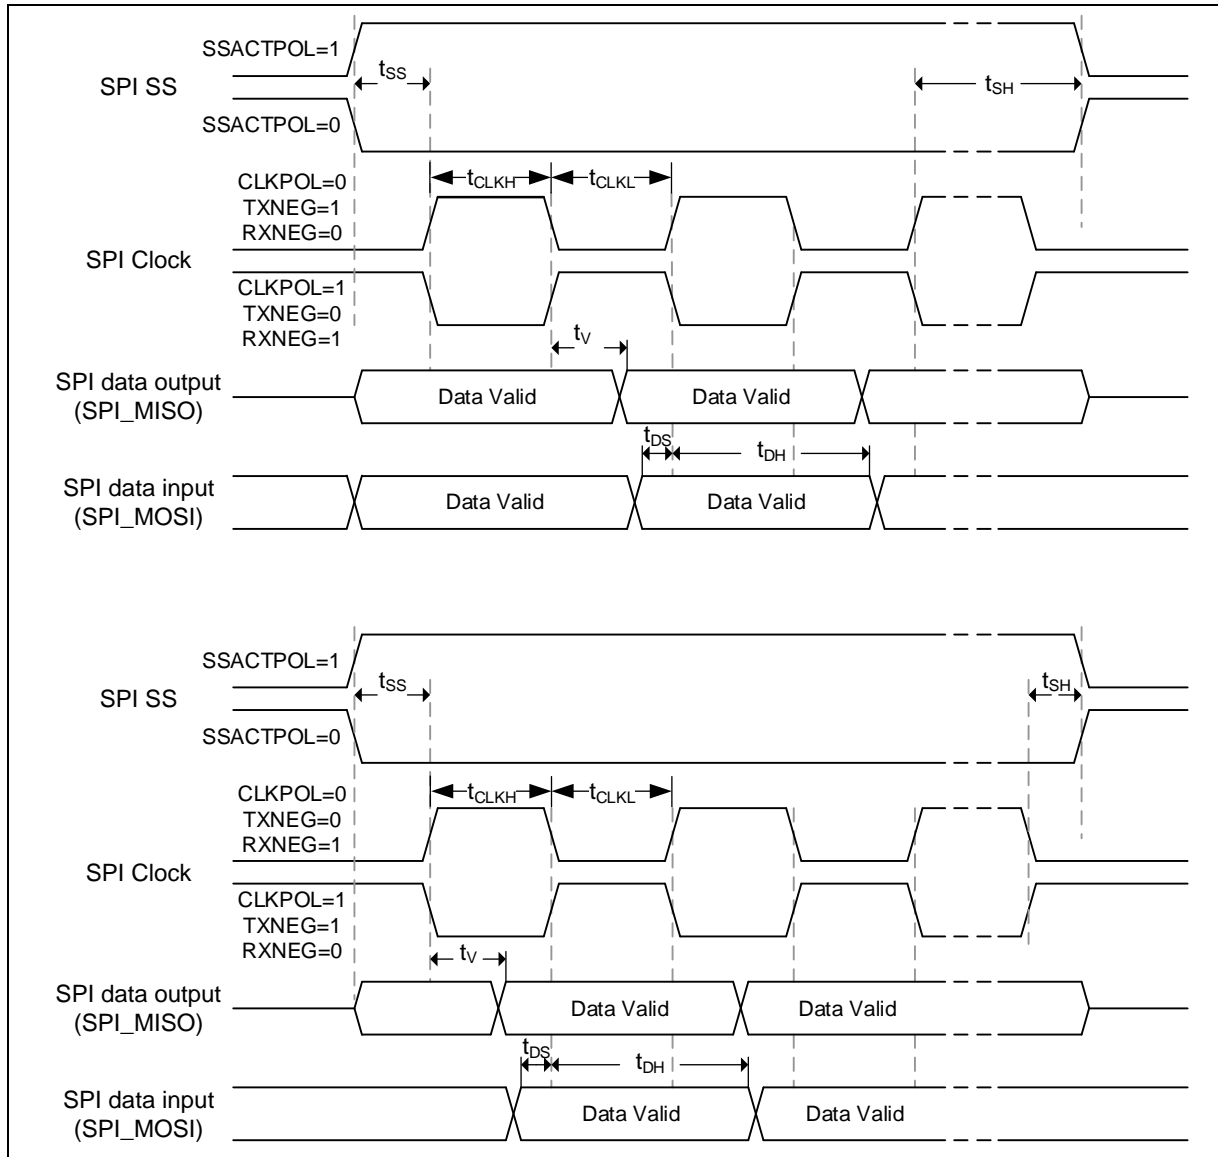 SSACTPOL=1
SPI SS
tSS
tSH
SSACTPOL=0
CLKPOL=0
TXNEG=1
RXNEG=0
tCLKH
tCLKL
SPI Clock
CLKPOL=1
TXNEG=0
RXNEG=1
tV
SPI data output
(SPI_MISO)
Data Valid
Data Valid
tDS
tDH
SPI data input
(SPI_MOSI)
Data Valid
Data Valid
SSACTPOL=1
SPI SS
tSS
tSH
SSACTPOL=0
CLKPOL=0
TXNEG=0
RXNEG=1
tCLKH
tCLKL
SPI Clock
CLKPOL=1
TXNEG=1
RXNEG=0
tV
SPI data output
(SPI_MISO)
Data Valid
Data Valid
tDS
tDH
SPI data input
(SPI_MOSI)
Data Valid
Data Valid